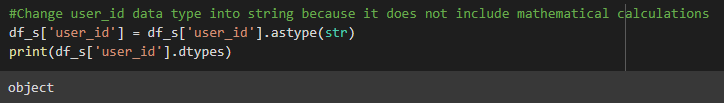 #Change user_id data type into string because it does not include mathematical calculations
df_s['user_id'] = df_s['user_id'].astype(str)
print(df_s['user_id'].dtypes)
object